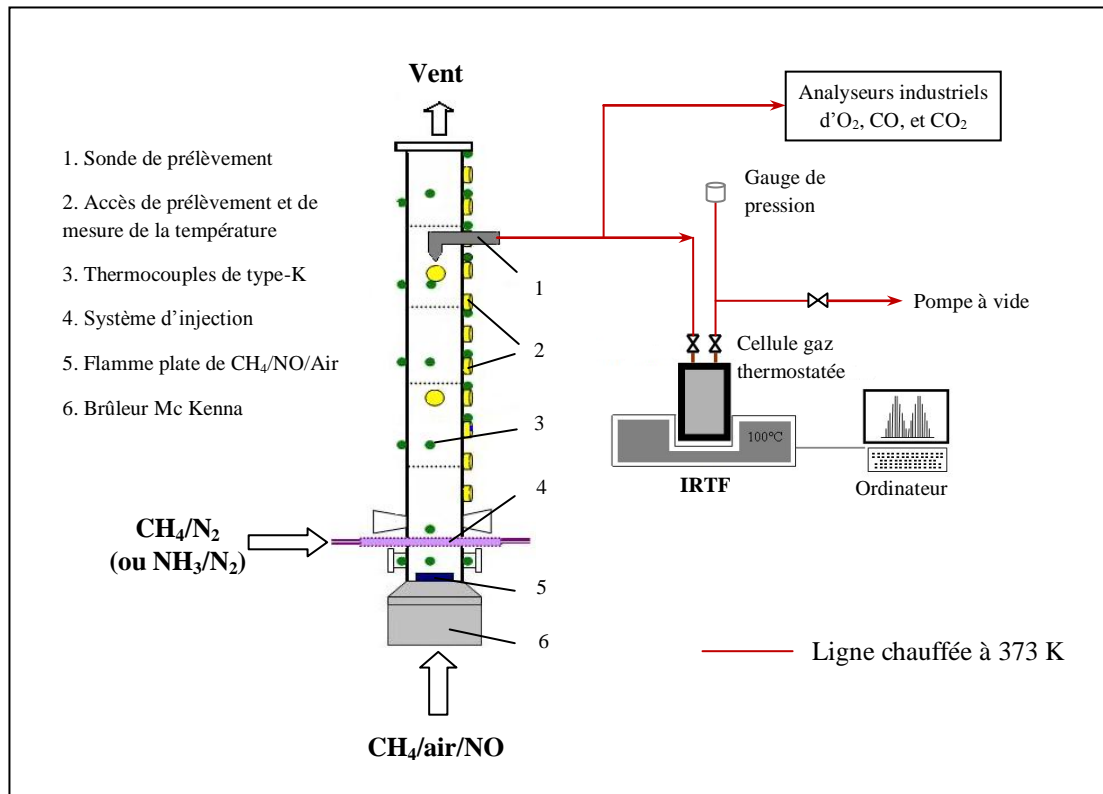 Vent
Analyseurs industriels
d'O₂, CO, et CO₂
1. Sonde de prélèvement
2. Accès de prélèvement et de
mesure de la température
3. Thermocouples de type-K
4. Système d'injection
5. Flamme plate de CH₄/NO/Air
6. Brûleur Mc Kenna
Gauge de
pression
1
Pompe à vide
2
Cellule gaz
thermostatée
3
100°C
IRTF
Ordinateur
4
CH₄/N₂
(ou NH₃/N₂)
5
6
Ligne chauffée à 373 K
CH₄/air/NO